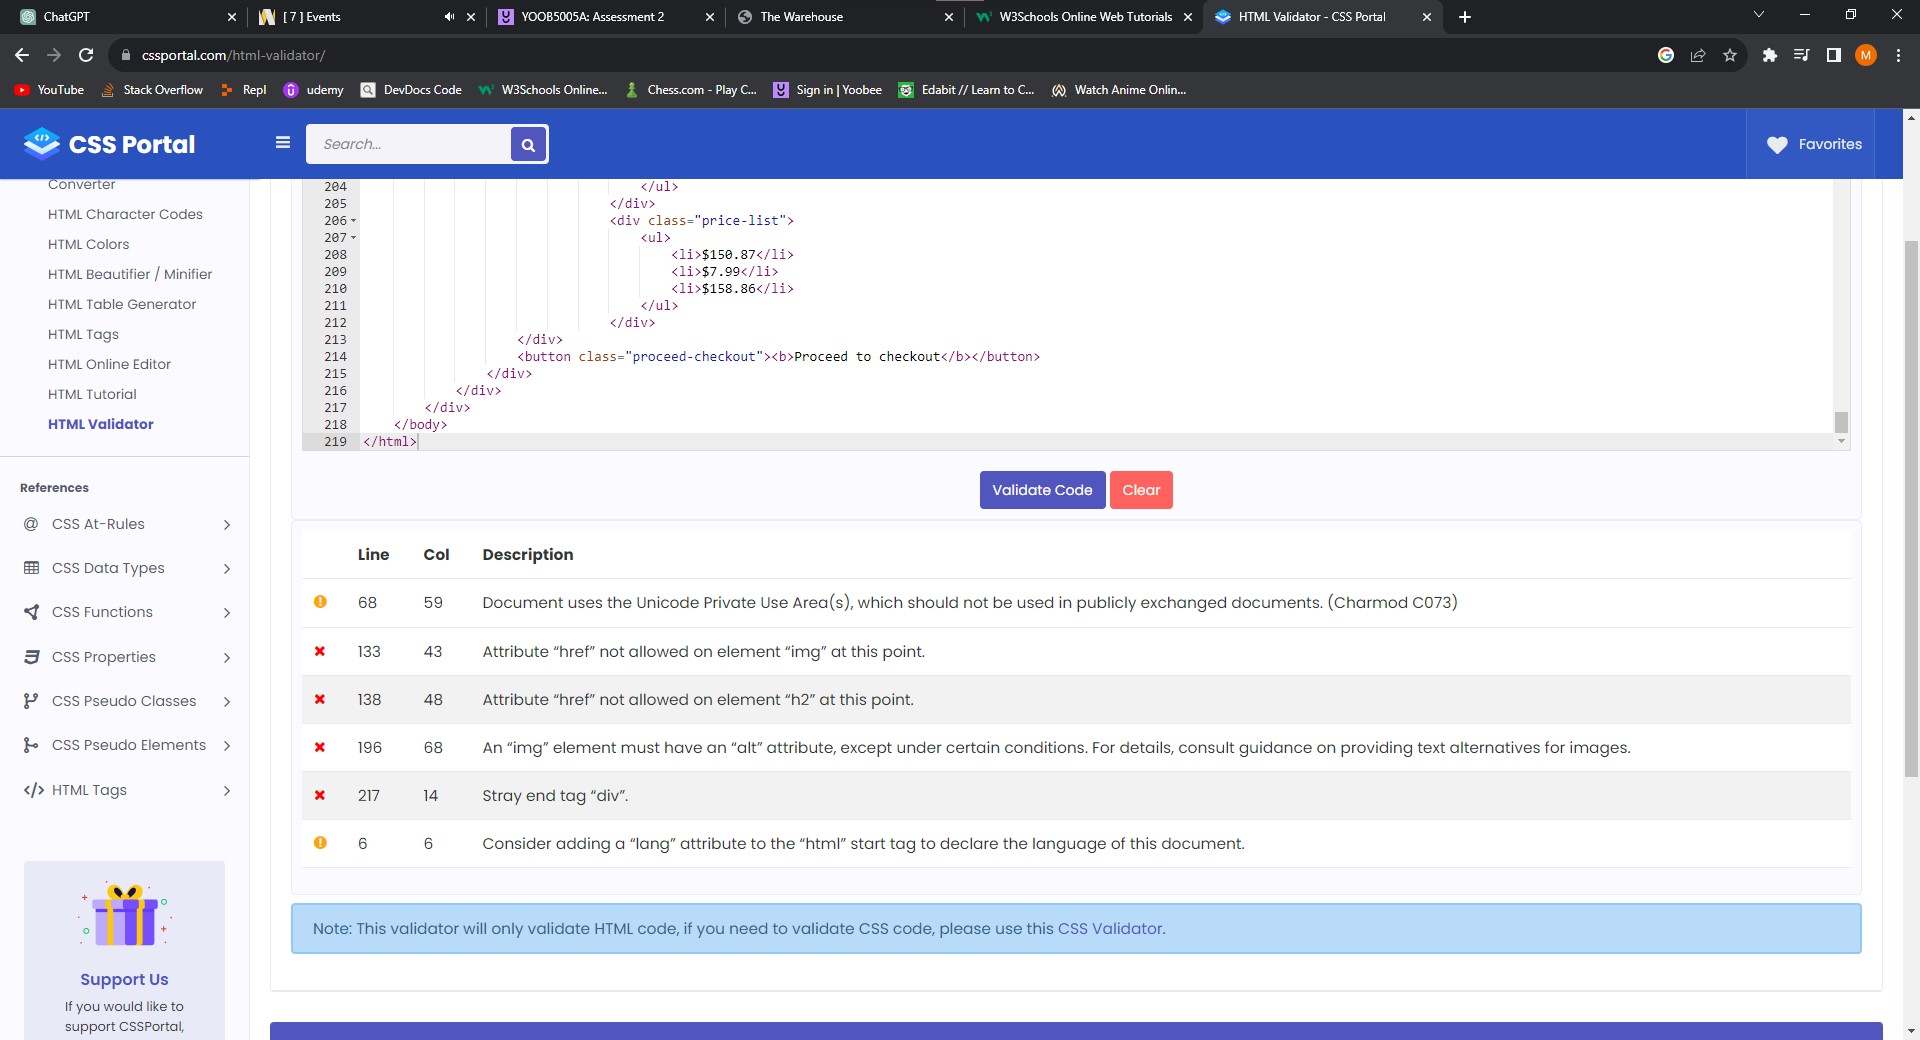 ChatGPT
[ 7 ] Events
YOOB5005A: Assessment 2
The Warehouse
W3Schools Online Web Tutorials
HTML Validator - CSS Portal
cssportal.com/html-validator/
M
YouTube
Stack Overflow
Repl
udemy
DevDocs Code
W3Schools Online...
Chess.com - Play C...
Sign in | Yoobee
Edabit // Learn to C...
Watch Anime Onlin...
CSS Portal
Search...
Favorites
Converter
HTML Character Codes
HTML Colors
HTML Beautifier / Minifier
HTML Table Generator
HTML Tags
HTML Online Editor
HTML Tutorial
HTML Validator
References
CSS At-Rules
CSS Data Types
CSS Functions
CSS Properties
CSS Pseudo Classes
CSS Pseudo Elements
HTML Tags
Support Us
If you would like to
support CSSPortal,
204 </ul>
205 </div>
206 <div class="price-list">
207 <ul>
208 <li>$150.87</li>
209 <li>$7.99</li>
210 <li>$158.86</li>
211 </ul>
212 </div>
213 </div>
214 <button class="proceed-checkout"><b>Proceed to checkout</b></button>
215 </div>
216 </div>
217 </div>
218 </body>
219 </html>
Validate Code
Clear
Line Col Description
68 59 Document uses the Unicode Private Use Area(s), which should not be used in publicly exchanged documents. (Charmod C073)
133 43 Attribute “href” not allowed on element “img” at this point.
138 48 Attribute “href” not allowed on element “h2” at this point.
196 68 An “img” element must have an “alt” attribute, except under certain conditions. For details, consult guidance on providing text alternatives for images.
217 14 Stray end tag “div”.
6 6 Consider adding a “lang” attribute to the “html” start tag to declare the language of this document.
Note: This validator will only validate HTML code, if you need to validate CSS code, please use this CSS Validator.